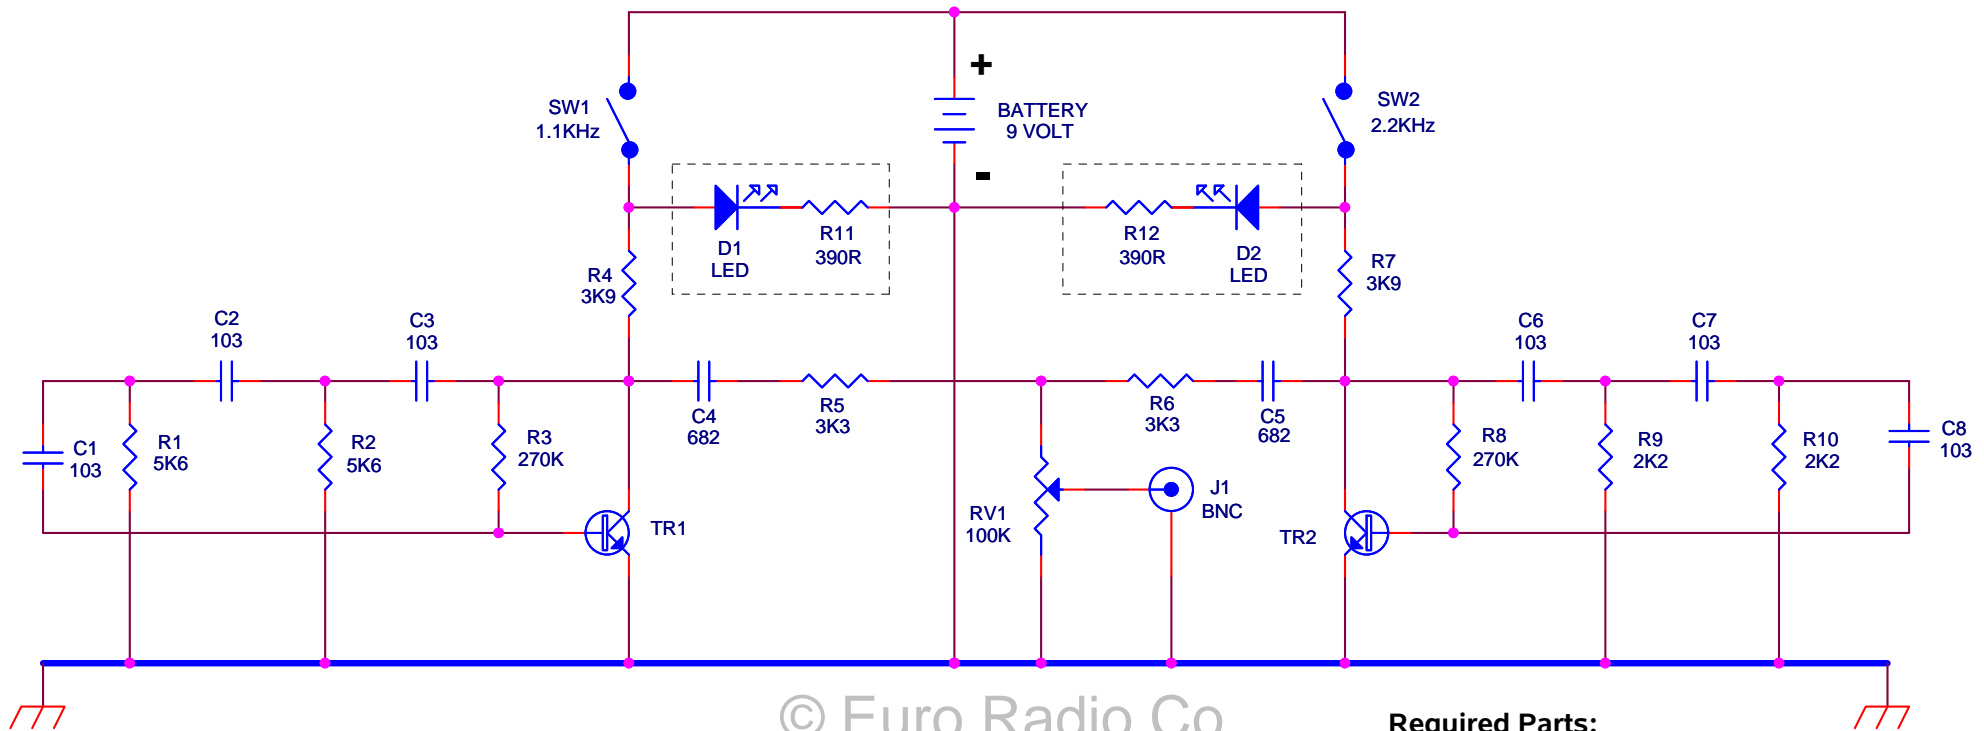 +
SW1
1.1KHz
BATTERY
9 VOLT
SW2
2.2KHz
-
D1
LED
R11
390R
R12
390R
D2
LED
R4
3K9
R7
3K9
C2
103
C3
103
C6
103
C7
103
C1
103
R1
5K6
R2
5K6
R3
270K
C4
682
R5
3K3
R6
3K3
C5
682
R8
270K
R9
2K2
R10
2K2
C8
103
TR1
RV1
100K
J1
BNC
TR2
© Euro Radio Co
Required Parts: